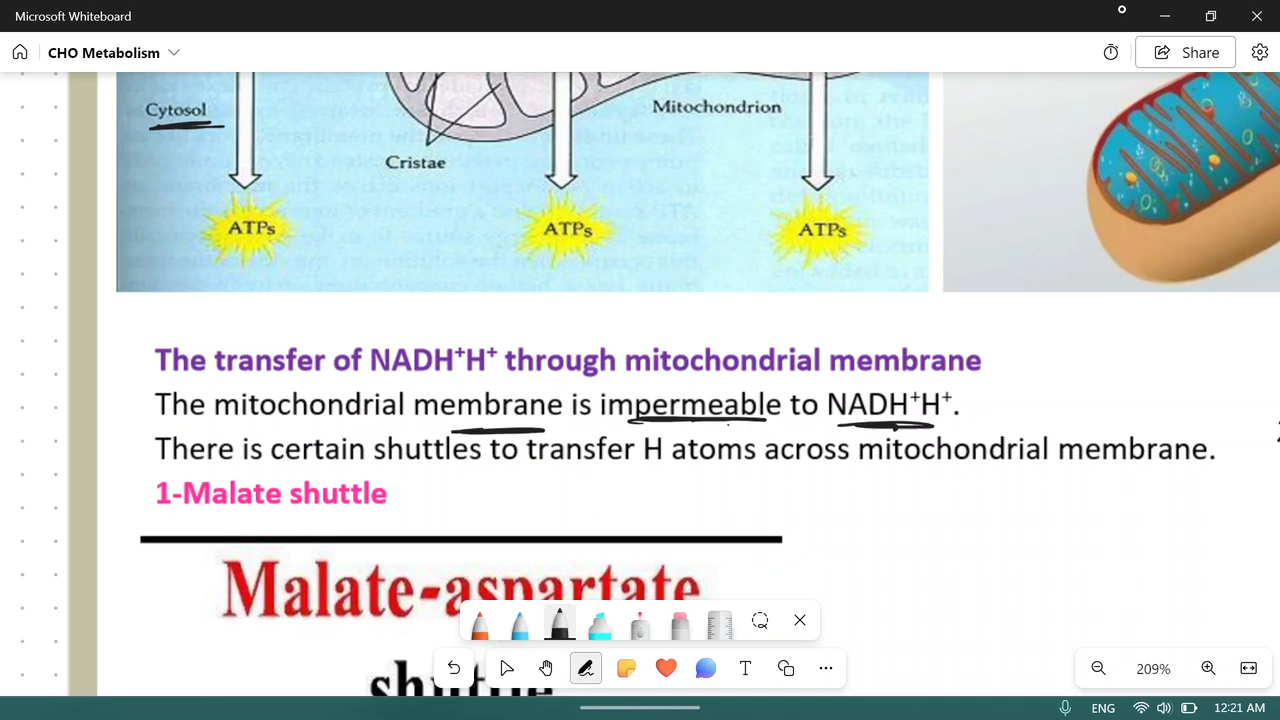 Microsoft Whiteboard
CHO Metabolism
Share
Cytosol
Mitochondrion
Cristae
ATPs
ATPs
ATPs
The transfer of NADH⁺H⁺ through mitochondrial membrane
The mitochondrial membrane is impermeable to NADH⁺H⁺.
There is certain shuttles to transfer H atoms across mitochondrial membrane.
1-Malate shuttle
Malate-aspartate
shuttle
209%
ENG
12:21 AM